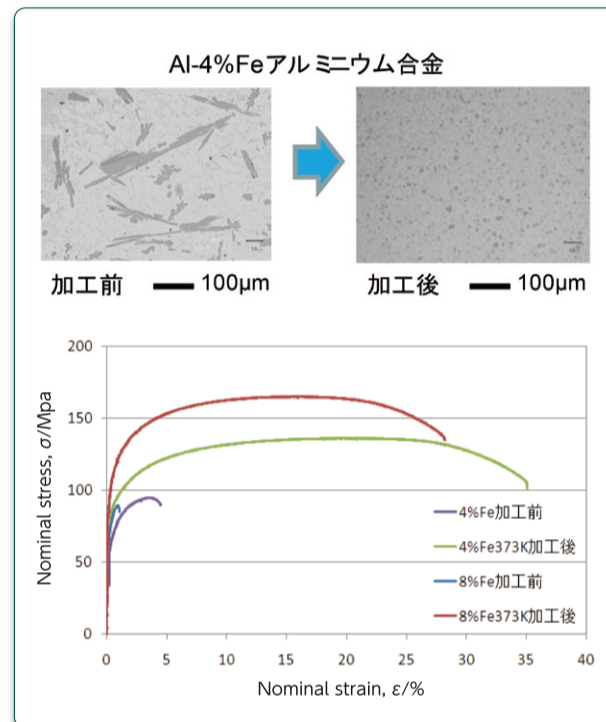 Al-4%Feアルミニウム合金
加工前 100μm
加工後 100μm
200
150
100
50
0
0 5 10 15 20 25 30 35 40
Nominal stress, σ/Mpa
Nominal strain, ε/%
4%Fe加工前
4%Fe373K加工後
8%Fe加工前
8%Fe373K加工後